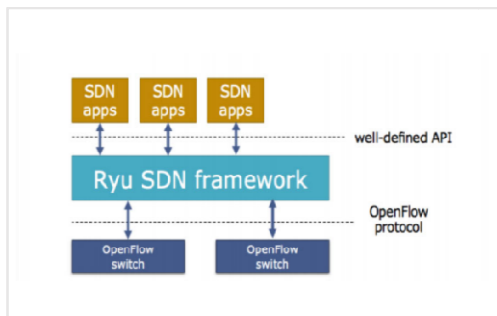 SDN apps
SDN apps
SDN apps
well-defined API
Ryu SDN framework
OpenFlow protocol
OpenFlow switch
OpenFlow switch